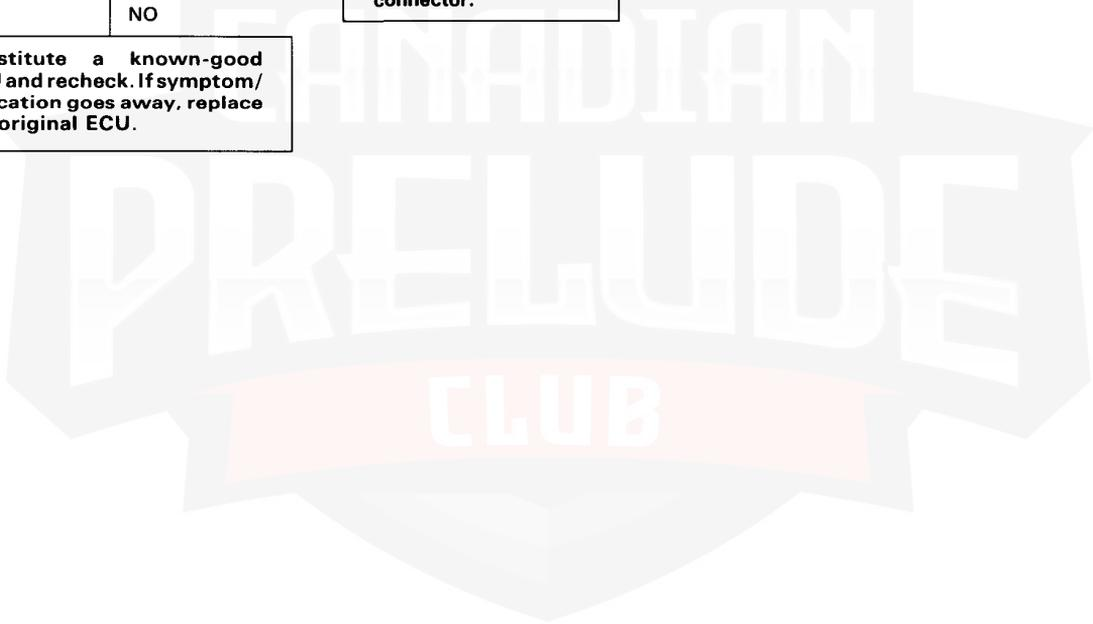 NO
connector.
stitute a known-good
and recheck. If symptom/
cation goes away, replace
original ECU.
CANADIAN
PRELUDE
CLUB